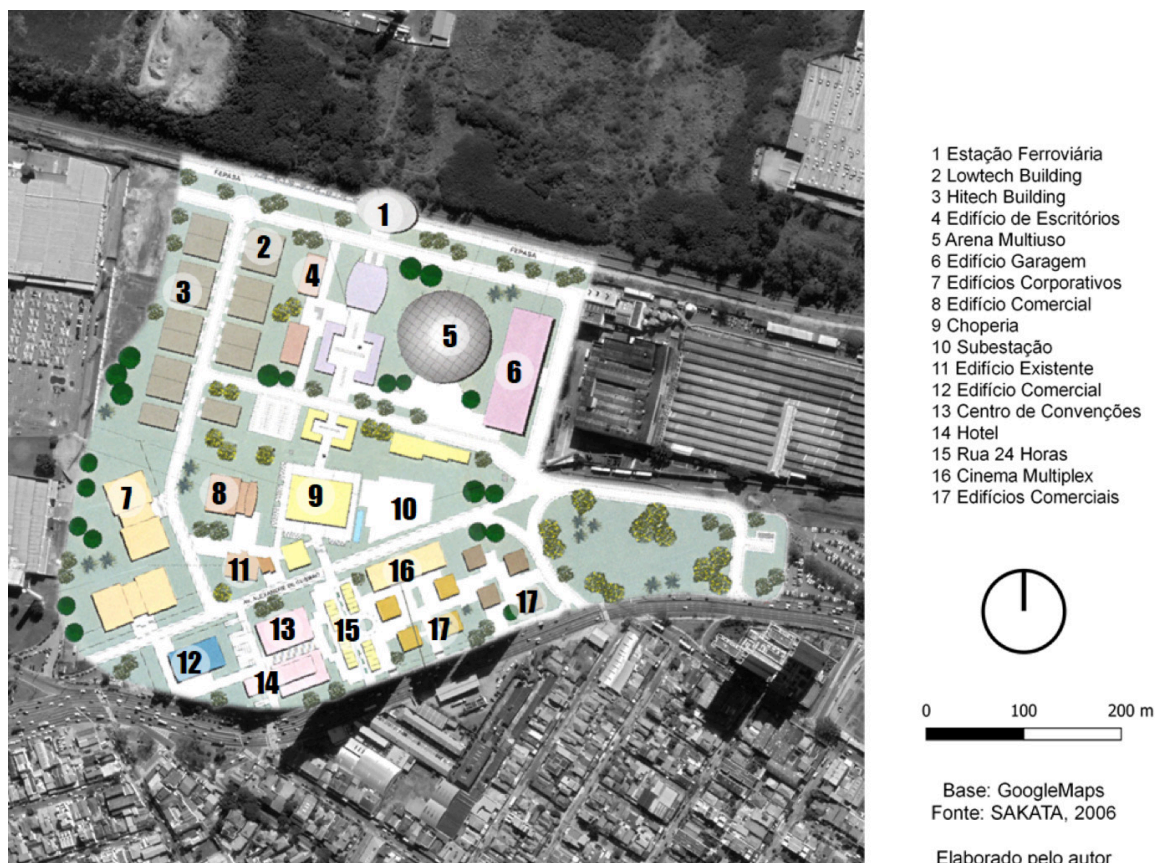 FEPASA
1
FEPASA
2
4
3
5
6
7
8
9
10
11
16
13
15
17
17
12
14
1 Estação Ferroviária
2 Lowtech Building
3 Hitech Building
4 Edifício de Escritórios
5 Arena Multiuso
6 Edifício Garagem
7 Edifícios Corporativos
8 Edifício Comercial
9 Choperia
10 Subestação
11 Edifício Existente
12 Edifício Comercial
13 Centro de Convenções
14 Hotel
15 Rua 24 Horas
16 Cinema Multiplex
17 Edifícios Comerciais
0 100 200 m
Base: GoogleMaps
Fonte: SAKATA, 2006
Elaborado pelo autor